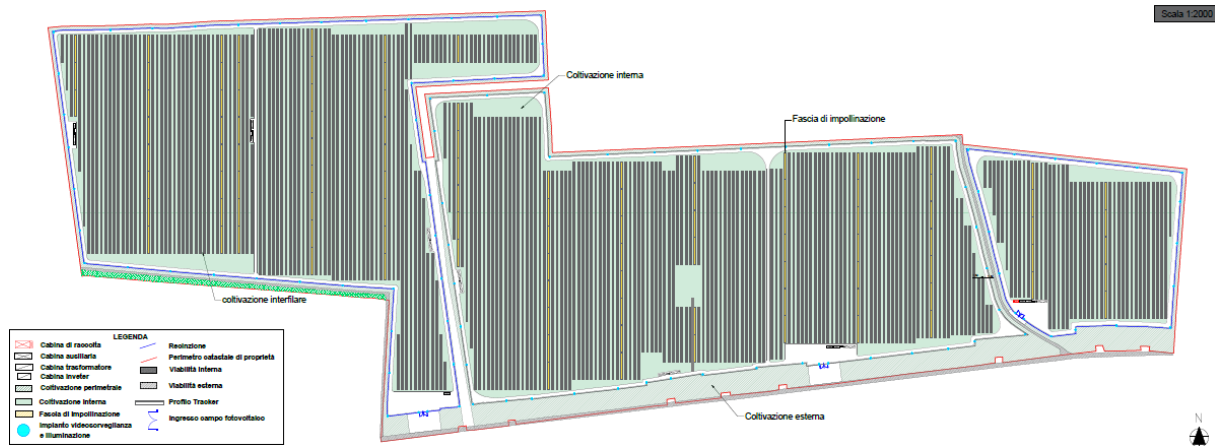 Scala 1:2000
Coltivazione interna
Fascia di impollinazione
coltivazione interfilare
Coltivazione esterna
N
LEGENDA
Cabina di raccolta
Cabina ausiliaria
Cabina trasformatore
Cabina inveter
Coltivazione perimetrale
Coltivazione interna
Fascia di impollinazione
Impianto videosorveglianza
e illuminazione
Recinzione
Perimetro catastale di proprietà
Viabilità interna
Viabilità esterna
Profilo Tracker
Ingresso campo fotovoltaico